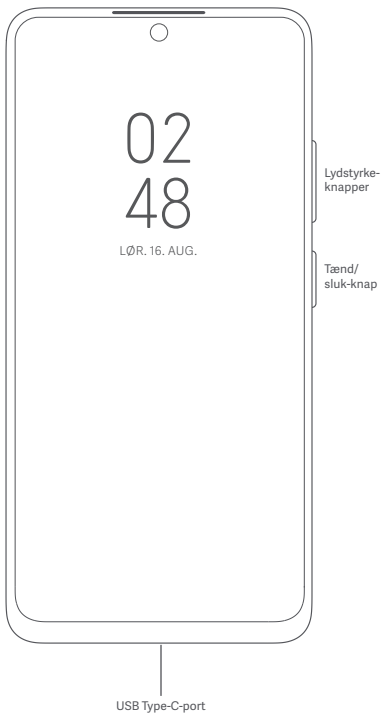 02
48
LØR. 16. AUG.
Lydstyrke-
knapper
Tænd/
sluk-knap
USB Type-C-port